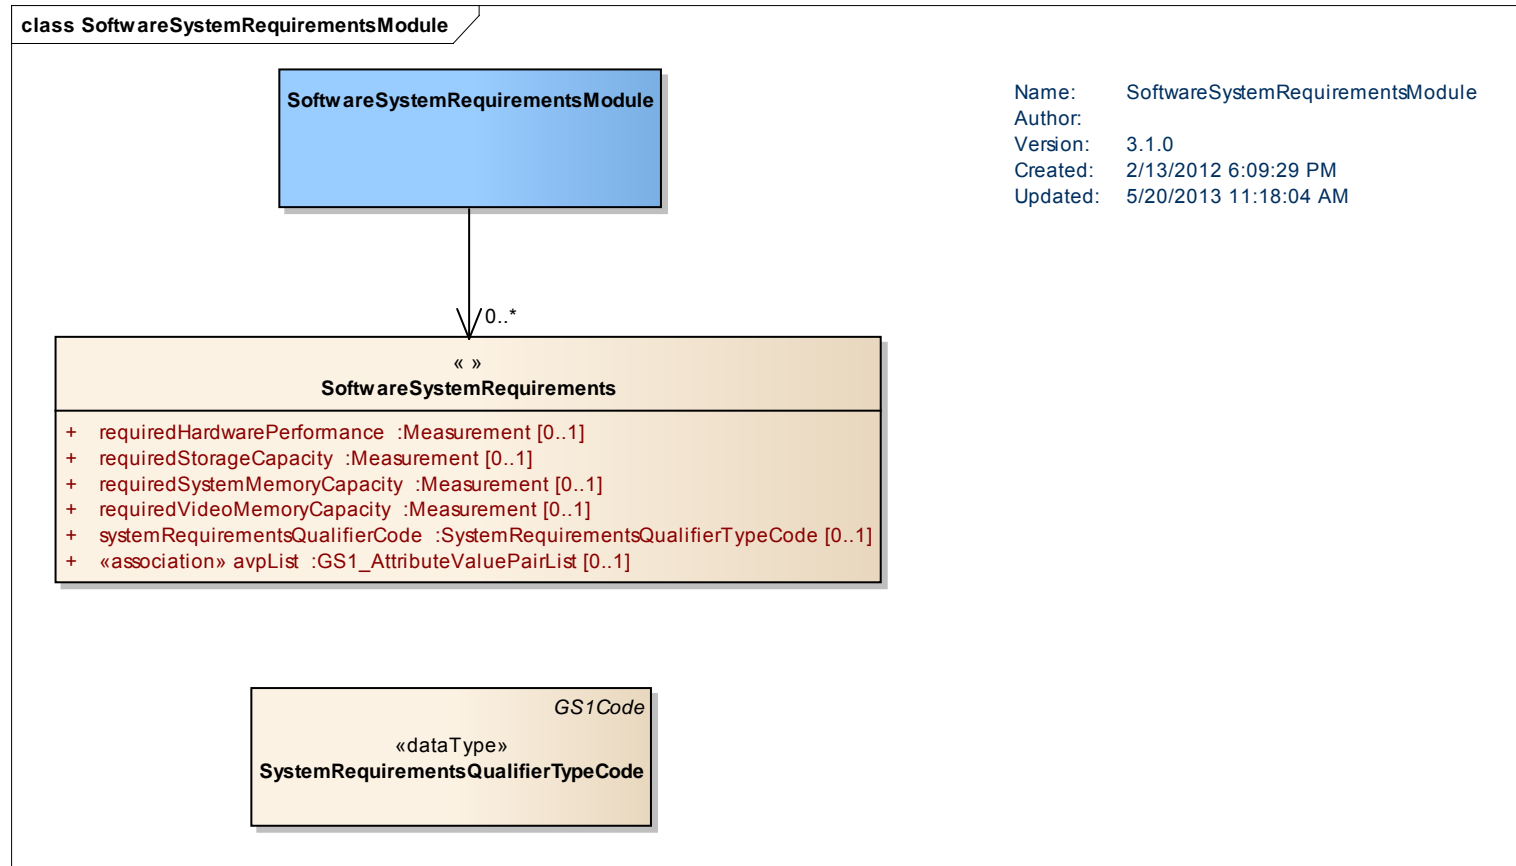 class SoftwareSystemRequirementsModule
SoftwareSystemRequirementsModule
Name: SoftwareSystemRequirementsModule
Author:
Version: 3.1.0
Created: 2/13/2012 6:09:29 PM
Updated: 5/20/2013 11:18:04 AM
0..*
« »
SoftwareSystemRequirements
+ requiredHardwarePerformance :Measurement [0..1]
+ requiredStorageCapacity :Measurement [0..1]
+ requiredSystemMemoryCapacity :Measurement [0..1]
+ requiredVideoMemoryCapacity :Measurement [0..1]
+ systemRequirementsQualifierCode :SystemRequirementsQualifierTypeCode [0..1]
+ «association» avpList :GS1_AttributeValuePairList [0..1]
GS1Code
«dataType»
SystemRequirementsQualifierTypeCode